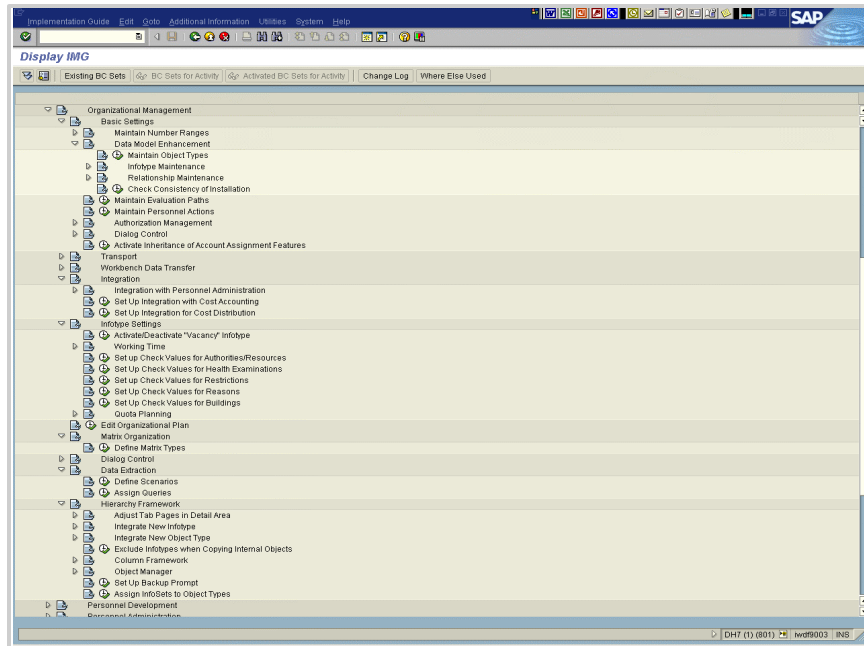 Implementation Guide Edit Goto Additional Information Utilities System Help
SAP
Display IMG
Existing BC Sets BC Sets for Activity Activated BC Sets for Activity Change Log Where Else Used
Organizational Management
Basic Settings
Maintain Number Ranges
Data Model Enhancement
Maintain Object Types
Infotype Maintenance
Relationship Maintenance
Check Consistency of Installation
Maintain Evaluation Paths
Maintain Personnel Actions
Authorization Management
Dialog Control
Activate Inheritance of Account Assignment Features
Transport
Workbench Data Transfer
Integration
Integration with Personnel Administration
Set Up Integration with Cost Accounting
Set Up Integration for Cost Distribution
Infotype Settings
Activate/Deactivate "Vacancy" Infotype
Working Time
Set up Check Values for Authorities/Resources
Set Up Check Values for Health Examinations
Set up Check Values for Restrictions
Set Up Check Values for Reasons
Set Up Check Values for Buildings
Quota Planning
Edit Organizational Plan
Matrix Organization
Define Matrix Types
Dialog Control
Data Extraction
Define Scenarios
Assign Queries
Hierarchy Framework
Adjust Tab Pages in Detail Area
Integrate New Infotype
Integrate New Object Type
Exclude Infotypes when Copying Internal Objects
Column Framework
Object Manager
Set Up Backup Prompt
Assign InfoSets to Object Types
Personnel Development
Personnel Administration
DH7 (1) (801) iwdf9003 INS